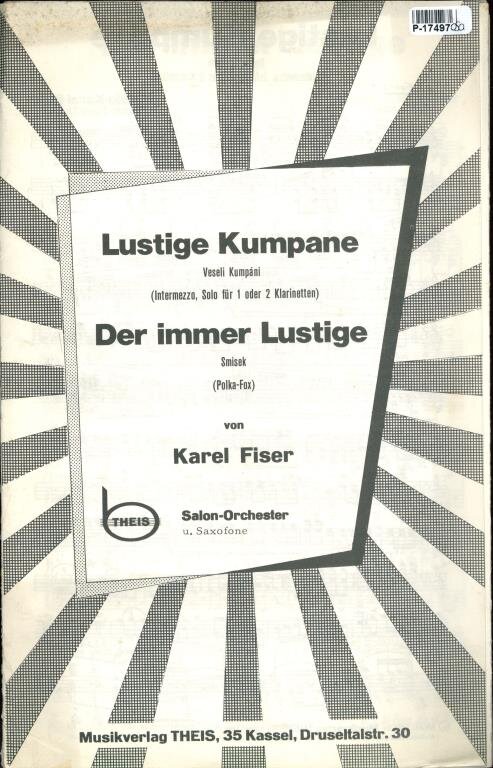 P-17497
Lustige Kumpane
Veselí Kumpáni
(Intermezzo, Solo für 1 oder 2 Klarinetten)
Der immer Lustige
Smisek
(Polka-Fox)
von
Karel Fiser
THEIS
Salon-Orchester
u. Saxofone
Musikverlag THEIS, 35 Kassel, Druseltalstr. 30